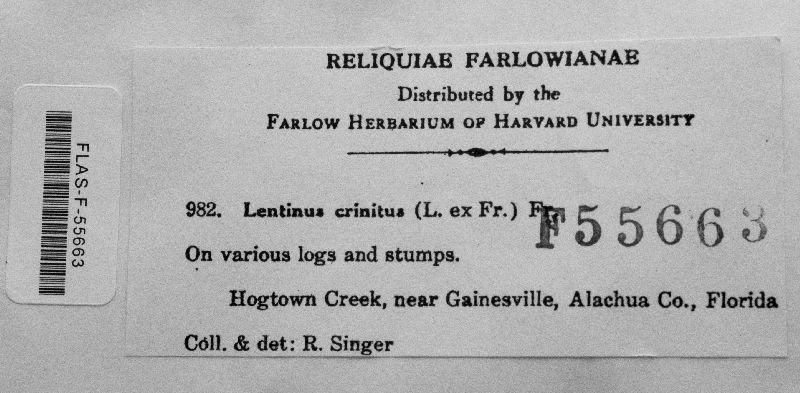 RELIQUIAE FARLOWIANAE
Distributed by the
FARLOW HERBARIUM OF HARVARD UNIVERSITY
982. Lentinus crinitus (L. ex Fr.) Fr.
F55663
On various logs and stumps.
Hogtown Creek, near Gainesville, Alachua Co., Florida
Coll. & det: R. Singer
FLAS-F-55663